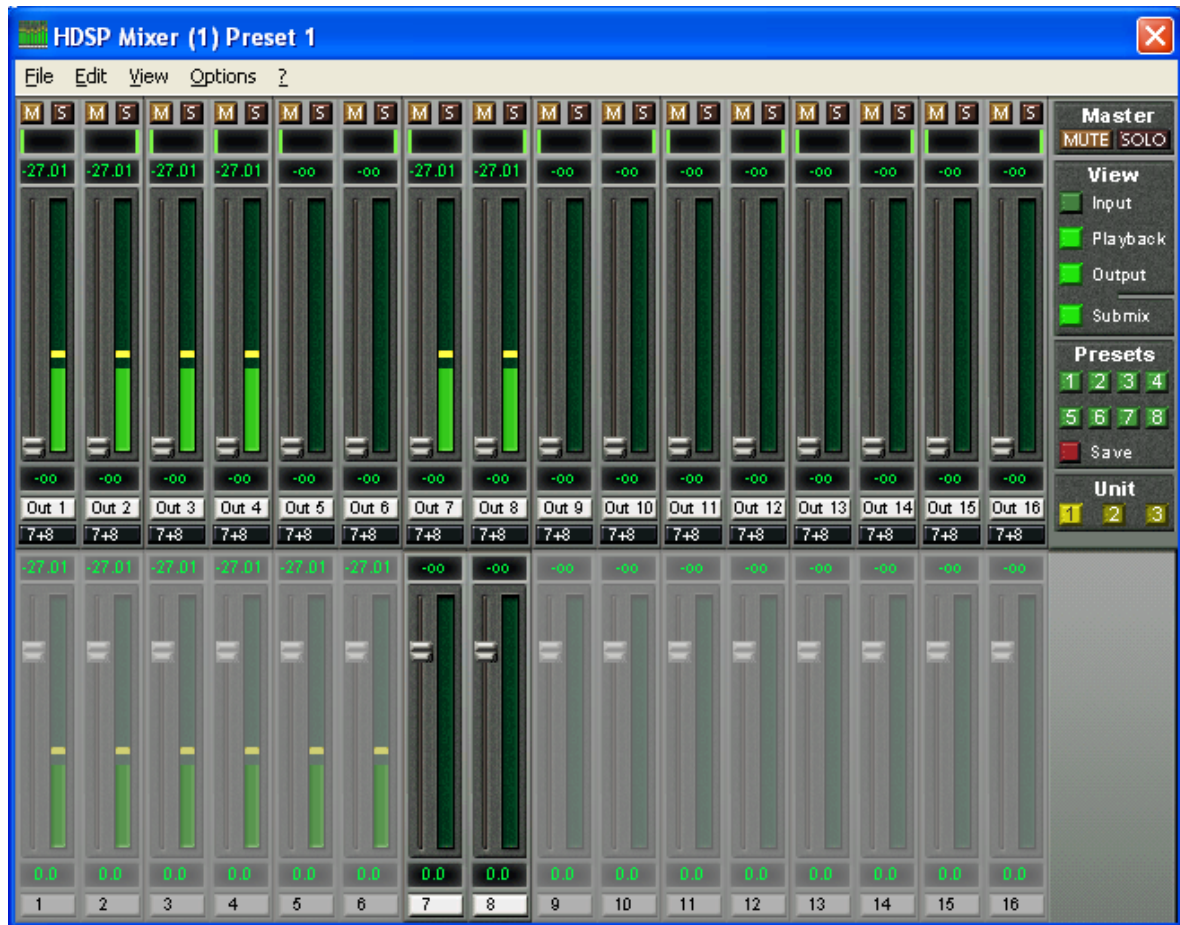 HDSP Mixer (1) Preset 1
File Edit View Options ?
M S M S M S M S M S M S M S M S M S M S M S M S M S M S M S M S
-27.01 -27.01 -27.01 -27.01 -oo -oo -27.01 -27.01 -oo -oo -oo -oo -oo -oo -oo -oo
-oo -oo -oo -oo -oo -oo -oo -oo -oo -oo -oo -oo -oo -oo -oo -oo
Out 1 Out 2 Out 3 Out 4 Out 5 Out 6 Out 7 Out 8 Out 9 Out 10 Out 11 Out 12 Out 13 Out 14 Out 15 Out 16
7+8 7+8 7+8 7+8 7+8 7+8 7+8 7+8 7+8 7+8 7+8 7+8 7+8 7+8 7+8 7+8
-27.01 -27.01 -27.01 -27.01 -27.01 -27.01 -oo -oo -oo -oo -oo -oo -oo -oo -oo -oo
0.0 0.0 0.0 0.0 0.0 0.0 0.0 0.0 0.0 0.0 0.0 0.0 0.0 0.0 0.0 0.0
1 2 3 4 5 6 7 8 9 10 11 12 13 14 15 16
Master
MUTE SOLO
View
Input
Playback
Output
Submix
Presets
1 2 3 4
5 6 7 8
Save
Unit
1 2 3